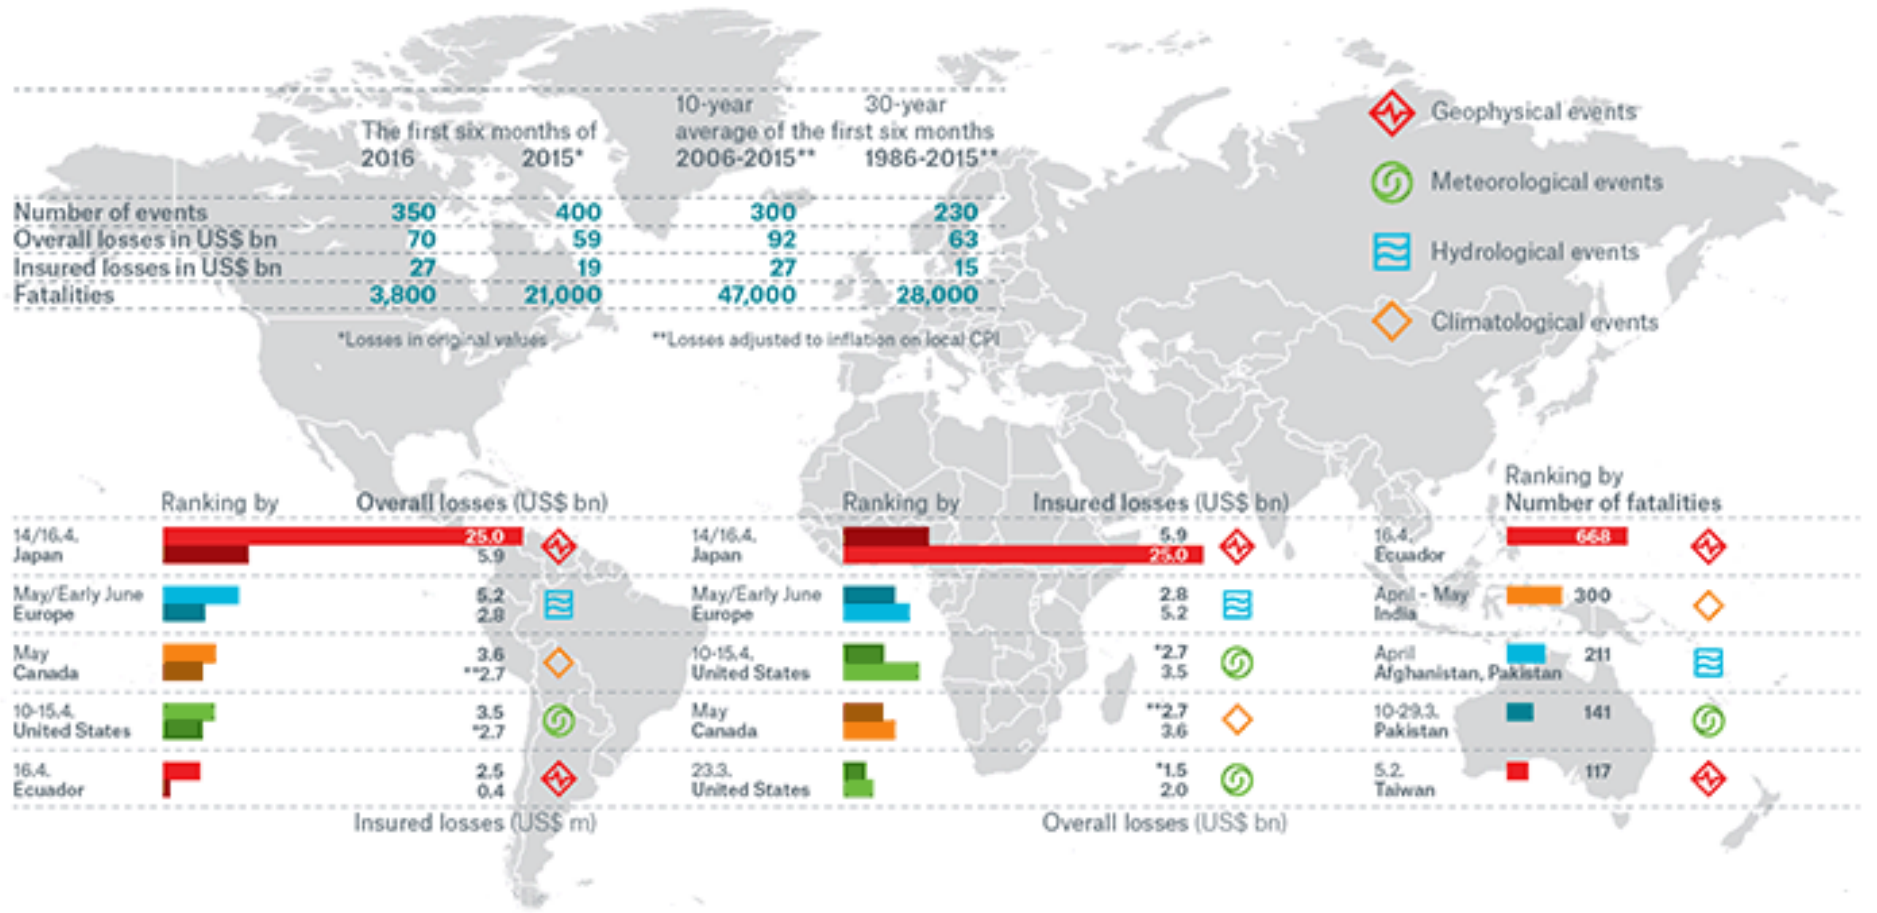 10-year 30-year
The first six months of average of the first six months
2016 2015* 2006-2015** 1986-2015**
Number of events 350 400 300 230
Overall losses in US$ bn 70 59 92 63
Insured losses in US$ bn 27 19 27 15
Fatalities 3,800 21,000 47,000 28,000
*Losses in original values **Losses adjusted to inflation on local CPI
Geophysical events
Meteorological events
Hydrological events
Climatological events
Ranking by Overall losses (US$ bn)
14/16.4. 25.0
Japan 5.9
May/Early June 5.2
Europe 2.8
May 3.6
Canada **2.7
10-15.4. 3.5
United States *2.7
16.4. 2.5
Ecuador 0.4
Insured losses (US$ m)
Ranking by Insured losses (US$ bn)
14/16.4. 5.9
Japan 25.0
May/Early June 2.8
Europe 5.2
10-15.4. *2.7
United States 3.5
May **2.7
Canada 3.6
23.3. *1.5
United States 2.0
Overall losses (US$ bn)
Ranking by
Number of fatalities
16.4. 668
Ecuador
April - May 300
India
April 211
Afghanistan, Pakistan
10-29.3. 141
Pakistan
5.2. 117
Taiwan